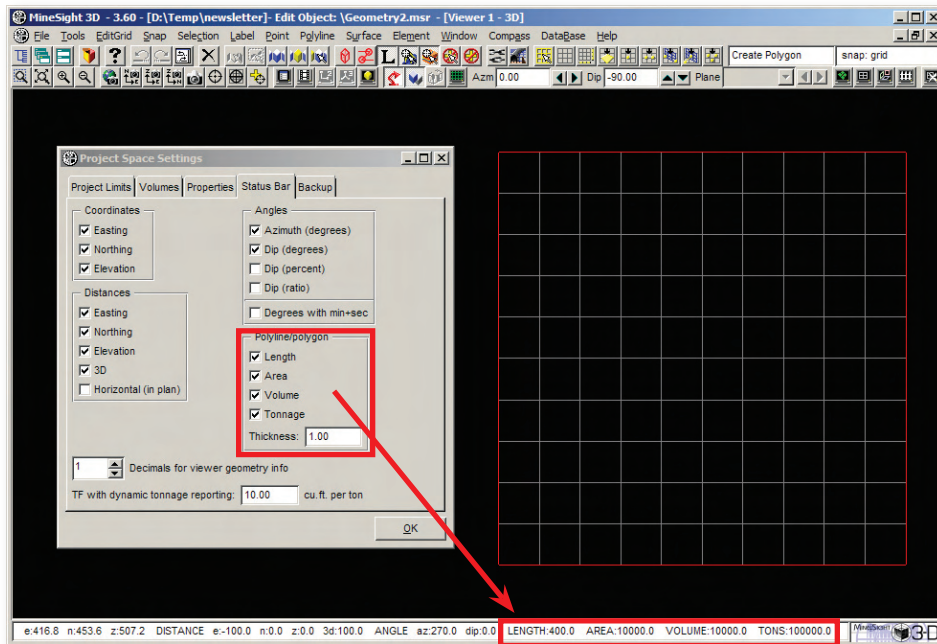 MineSight 3D - 3.60 - [D:\Temp\newsletter]- Edit Object: \Geometry2.msr - [Viewer 1 - 3D]
File Tools EditGrid Snap Selection Label Point Polyline Surface Element Window Compass DataBase Help
Create Polygon snap: grid
Azm 0.00 Dip -90.00 Plane
Project Space Settings
Project Limits Volumes Properties Status Bar Backup
Coordinates
Easting
Northing
Elevation
Distances
Easting
Northing
Elevation
3D
Horizontal (in plan)
Angles
Azimuth (degrees)
Dip (degrees)
Dip (percent)
Dip (ratio)
Degrees with min+sec
Polyline/polygon
Length
Area
Volume
Tonnage
Thickness: 1.00
1 Decimals for viewer geometry info
TF with dynamic tonnage reporting: 10.00 cu.ft. per ton
OK
e:416.8 n:453.6 z:507.2 DISTANCE e:-100.0 n:0.0 z:0.0 3d:100.0 ANGLE az:270.0 dip:0.0 LENGTH:400.0 AREA:10000.0 VOLUME:10000.0 TONS:100000.0 MineSight 3-D